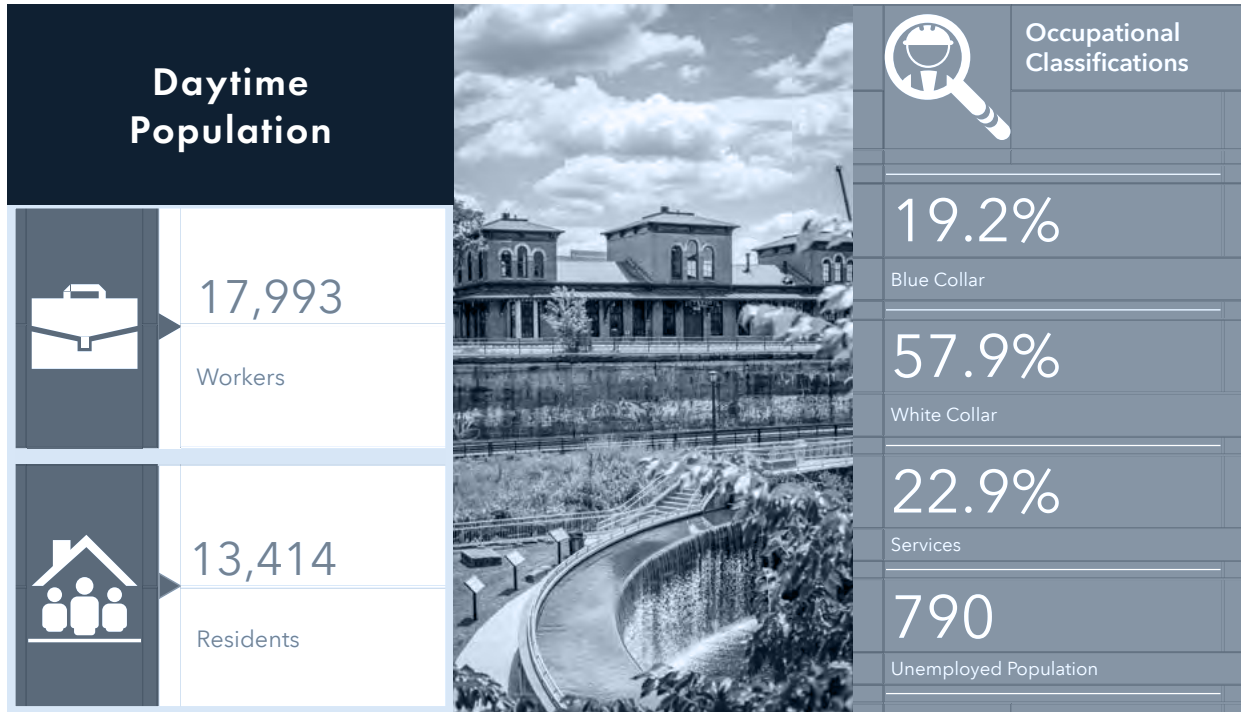 Daytime
Population
17,993
Workers
13,414
Residents
Occupational
Classifications
19.2%
Blue Collar
57.9%
White Collar
22.9%
Services
790
Unemployed Population